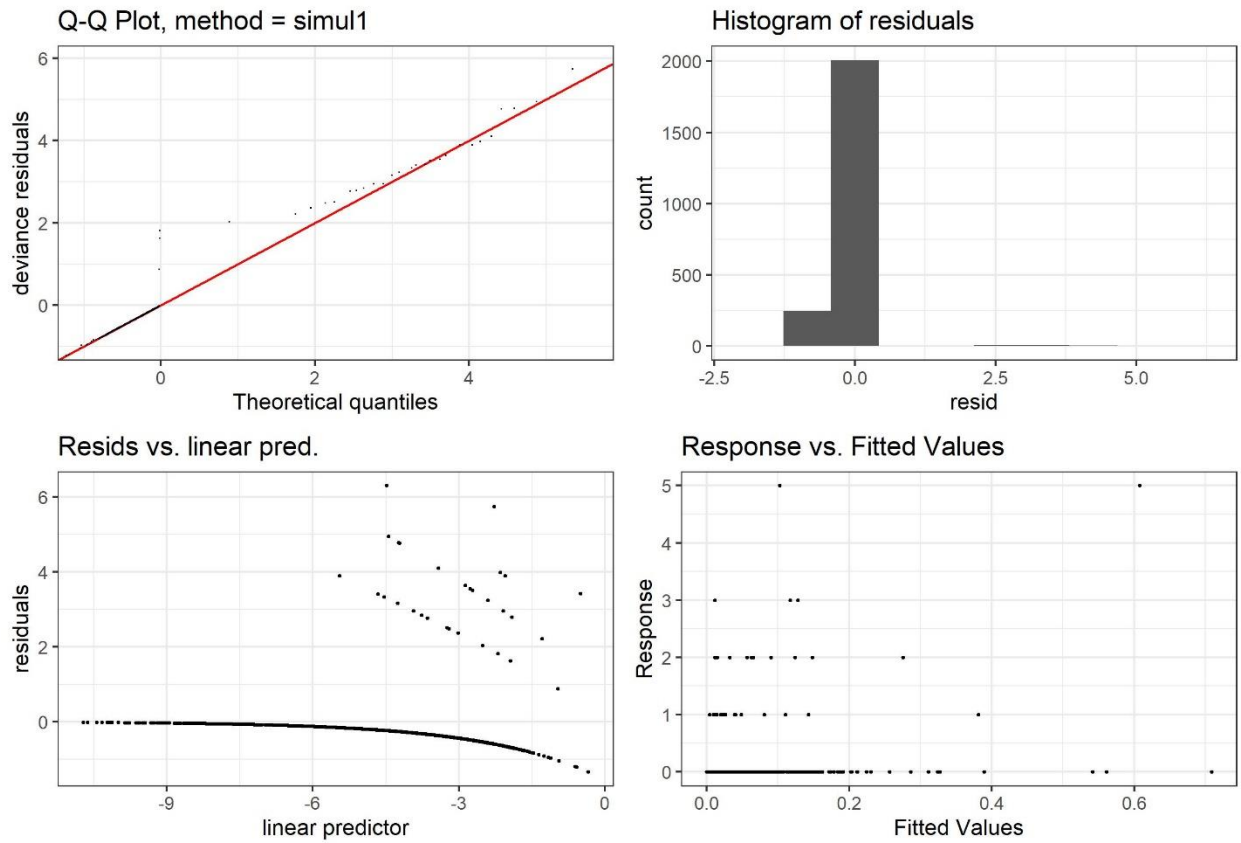 Q-Q Plot, method = simul1
6
4
2
0
deviance residuals
0 2 4
Theoretical quantiles
Histogram of residuals
2000
1500
1000
500
0
count
-2.5 0.0 2.5 5.0
resid
Resids vs. linear pred.
6
4
2
0
residuals
-9 -6 -3 0
linear predictor
Response vs. Fitted Values
5
4
3
2
1
0
Response
0.0 0.2 0.4 0.6
Fitted Values